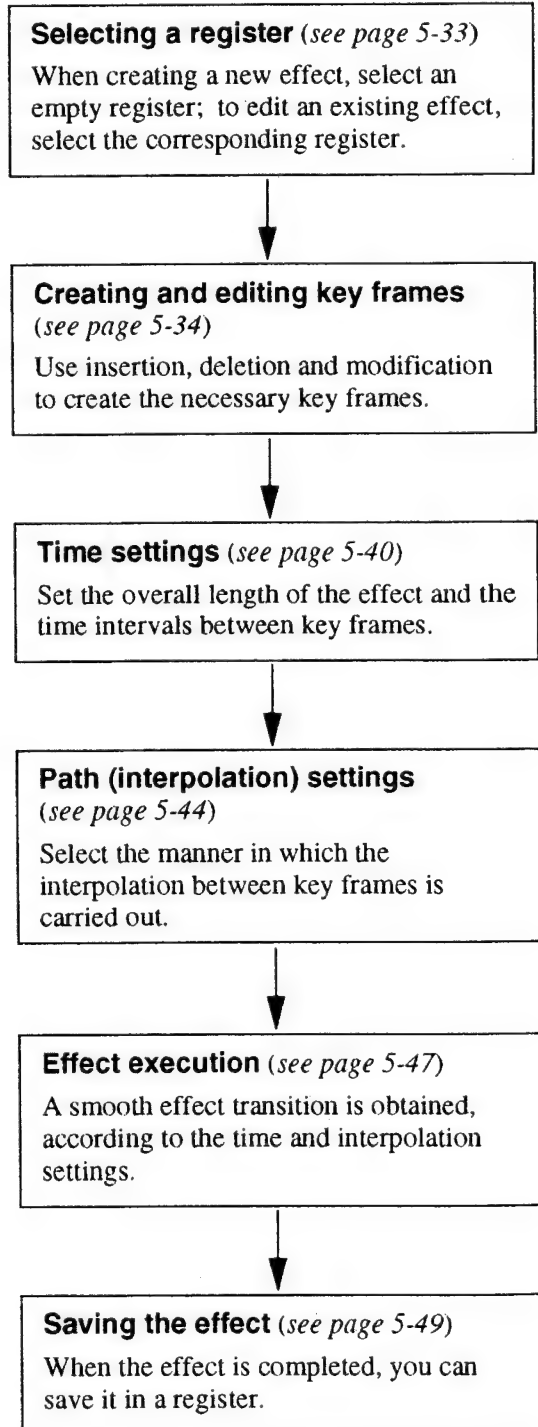 Selecting a register (see page 5-33)
When creating a new effect, select an
empty register; to edit an existing effect,
select the corresponding register.
Creating and editing key frames
(see page 5-34)
Use insertion, deletion and modification
to create the necessary key frames.
Time settings (see page 5-40)
Set the overall length of the effect and the
time intervals between key frames.
Path (interpolation) settings
(see page 5-44)
Select the manner in which the
interpolation between key frames is
carried out.
Effect execution (see page 5-47)
A smooth effect transition is obtained,
according to the time and interpolation
settings.
Saving the effect (see page 5-49)
When the effect is completed, you can
save it in a register.